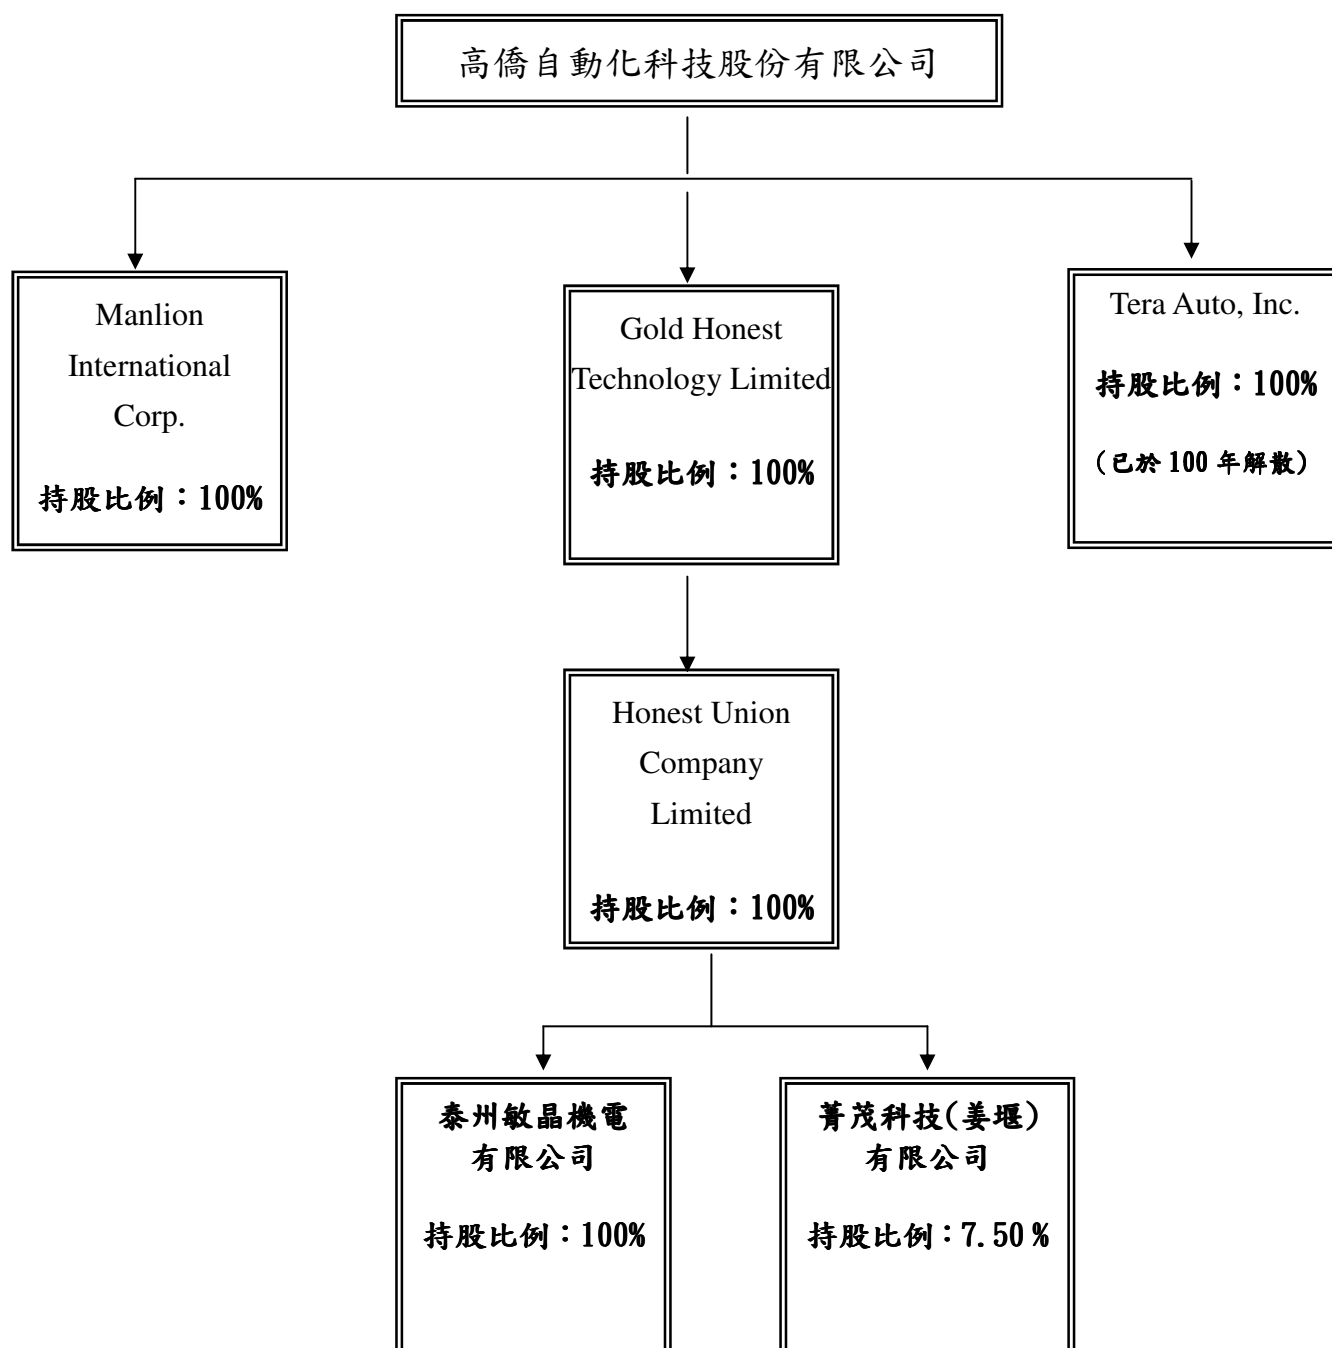 高僑自動化科技股份有限公司
Manlion
International
Corp.
持股比例：100%
Gold Honest
Technology Limited
持股比例：100%
Tera Auto, Inc.
持股比例：100%
(已於 100 年解散)
Honest Union
Company
Limited
持股比例：100%
泰州敏晶機電
有限公司
持股比例：100%
菁茂科技(姜堰)
有限公司
持股比例：7.50 %